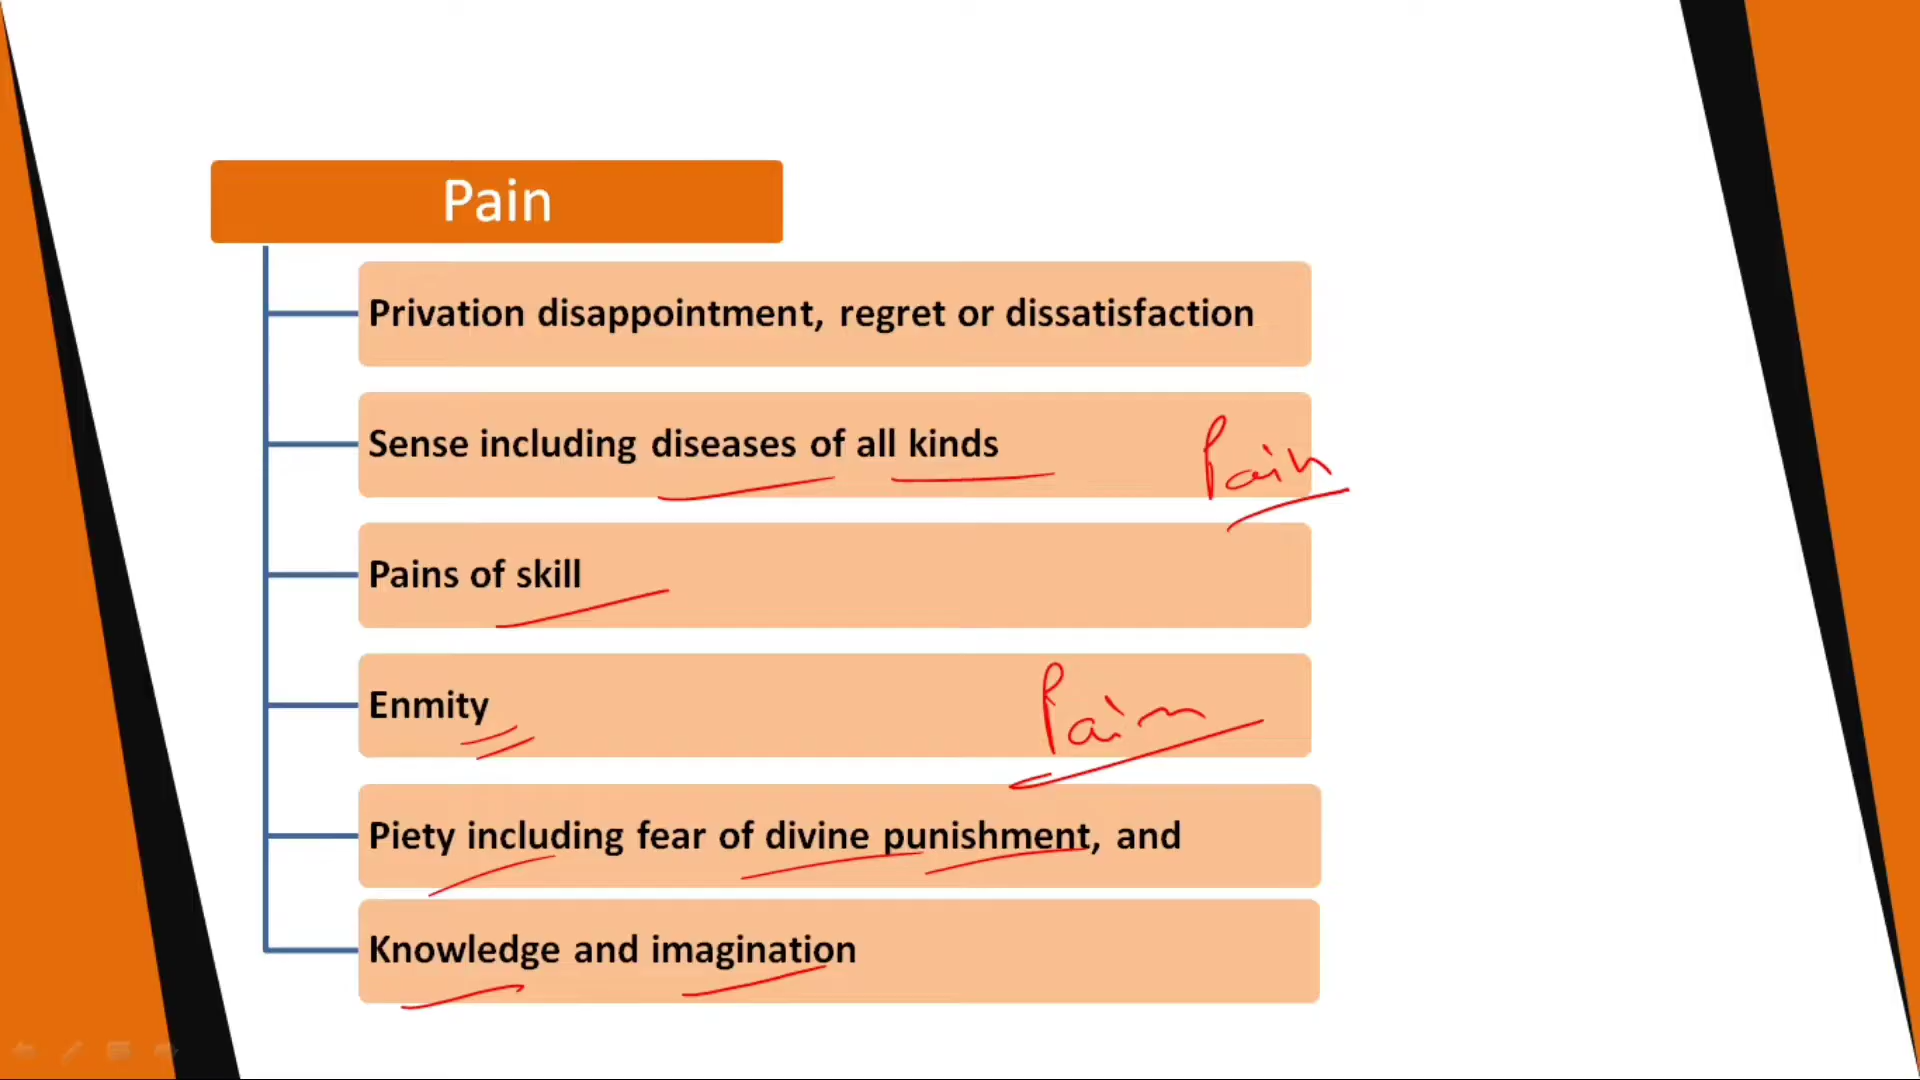 Pain
Privation disappointment, regret or dissatisfaction
Sense including diseases of all kinds
Pain
Pains of skill
Enmity
Pain
Piety including fear of divine punishment, and
Knowledge and imagination